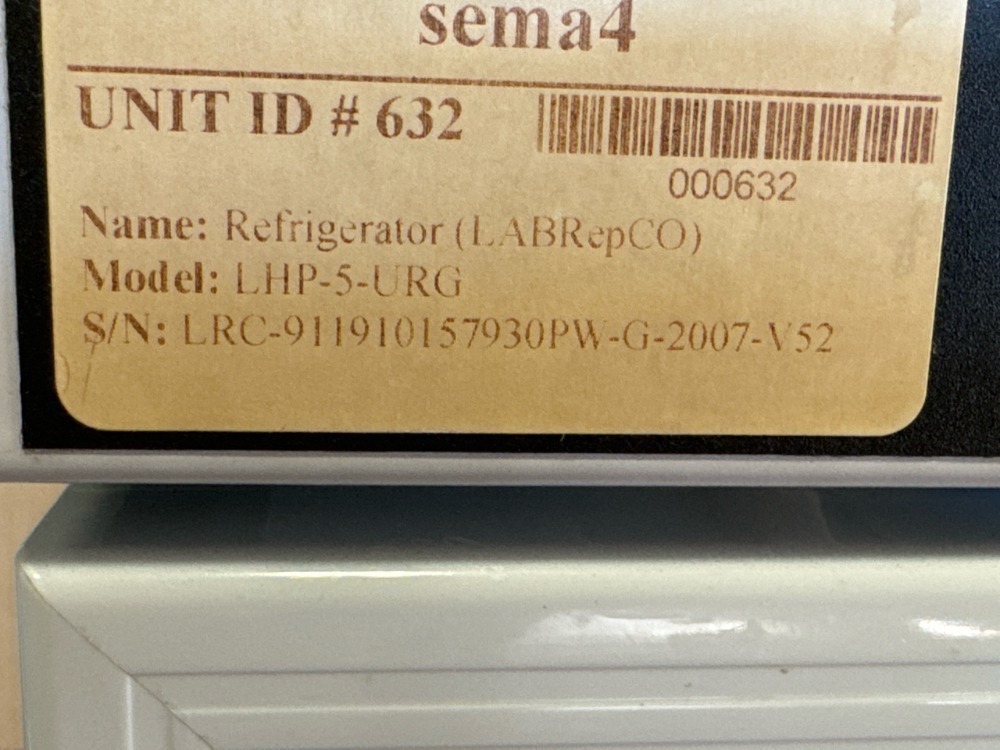 sema4
UNIT ID # 632
000632
Name: Refrigerator (LABRepCO)
Model: LHP-5-URG
S/N: LRC-911910157930PW-G-2007-V52